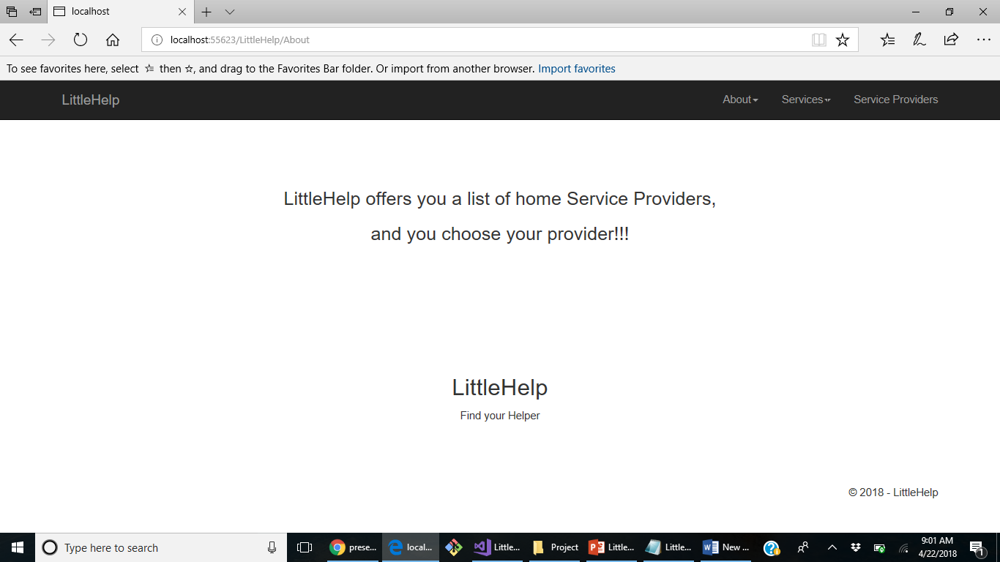 localhost
localhost:55623/LittleHelp/About
To see favorites here, select then , and drag to the Favorites Bar folder. Or import from another browser. Import favorites
LittleHelp About Services Service Providers
LittleHelp offers you a list of home Service Providers,
and you choose your provider!!!
LittleHelp
Find your Helper
© 2018 - LittleHelp
Type here to search prese... local... Little... Project Little... Little... New ... 9:01 AM
4/22/2018 1